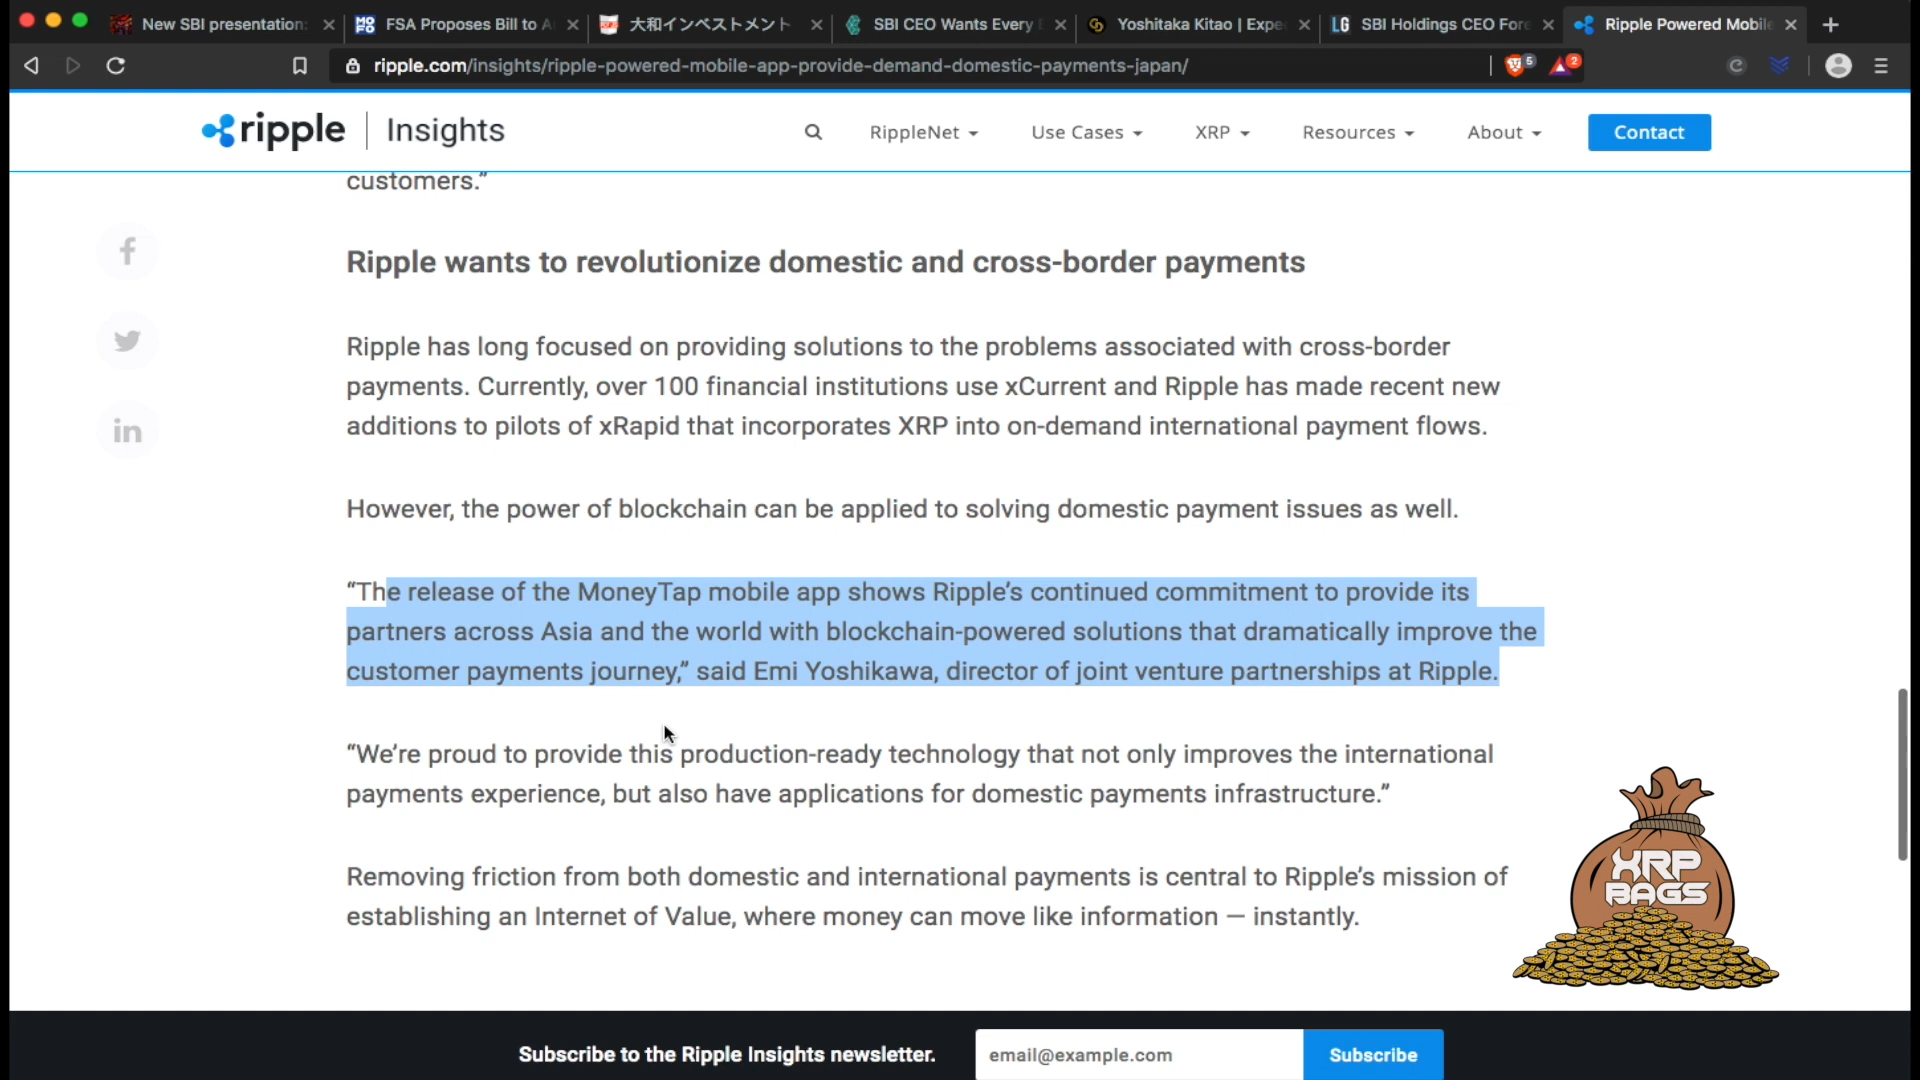 New SBI presentation:
FSA Proposes Bill to A
大和インベストメント
SBI CEO Wants Every E
Yoshitaka Kitao | Expe
SBI Holdings CEO Fore
Ripple Powered Mobile
ripple.com/insights/ripple-powered-mobile-app-provide-demand-domestic-payments-japan/
5
2
ripple | Insights
RippleNet
Use Cases
XRP
Resources
About
Contact
customers.”
Ripple wants to revolutionize domestic and cross-border payments
Ripple has long focused on providing solutions to the problems associated with cross-border
payments. Currently, over 100 financial institutions use xCurrent and Ripple has made recent new
additions to pilots of xRapid that incorporates XRP into on-demand international payment flows.
However, the power of blockchain can be applied to solving domestic payment issues as well.
“The release of the MoneyTap mobile app shows Ripple’s continued commitment to provide its
partners across Asia and the world with blockchain-powered solutions that dramatically improve the
customer payments journey,” said Emi Yoshikawa, director of joint venture partnerships at Ripple.
“We’re proud to provide this production-ready technology that not only improves the international
payments experience, but also have applications for domestic payments infrastructure.”
Removing friction from both domestic and international payments is central to Ripple’s mission of
establishing an Internet of Value, where money can move like information — instantly.
XRP
BAGS
Subscribe to the Ripple Insights newsletter.
email@example.com
Subscribe